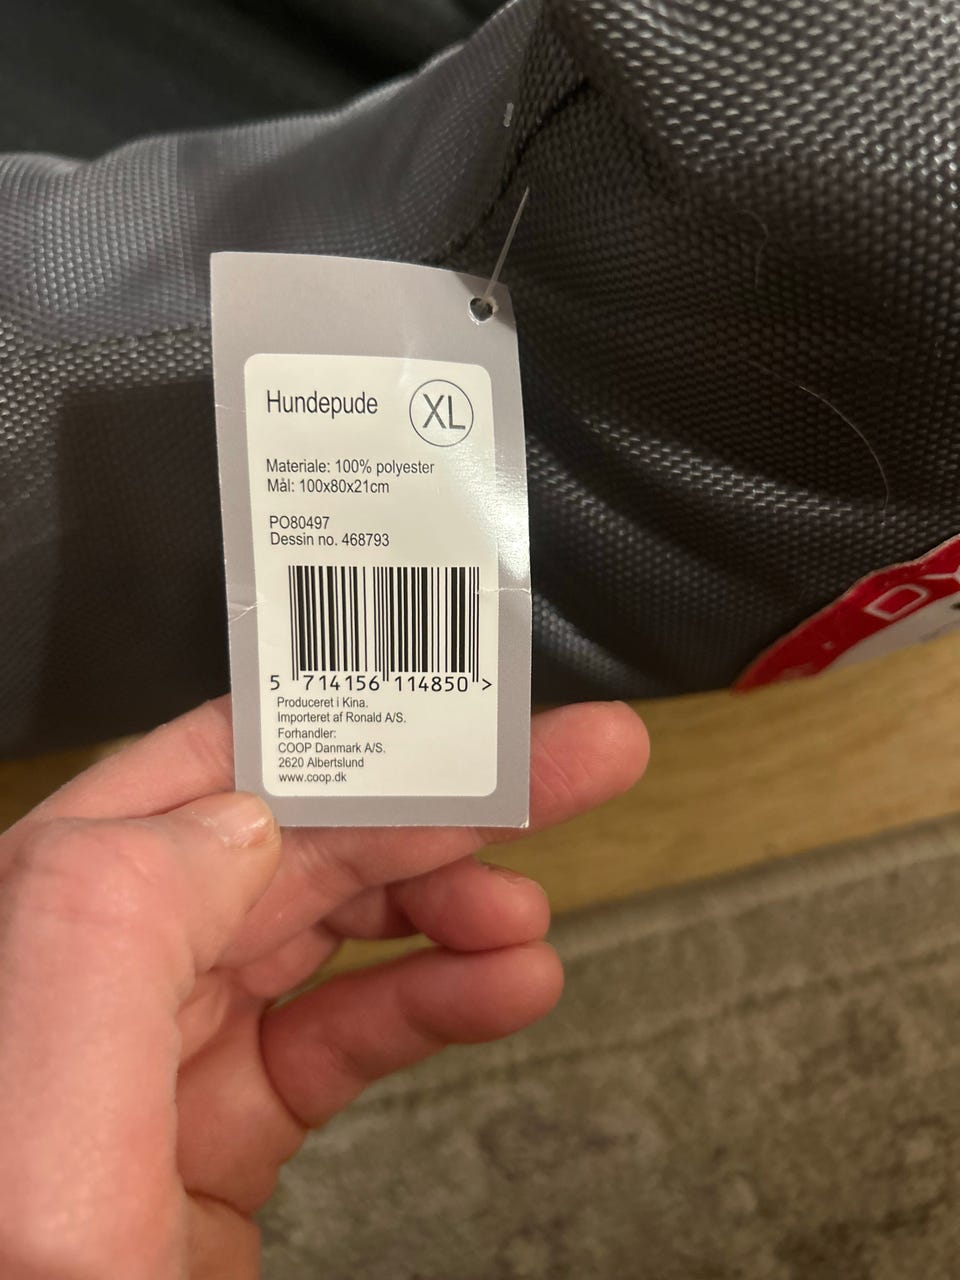 Hundepude
XL
Materiale: 100% polyester
Mål: 100x80x21cm
PO80497
Dessin no. 468793
5 714156 114850 >
Produceret i Kina.
Importeret af Ronald A/S.
Forhandler:
COOP Danmark A/S.
2620 Albertslund
www.coop.dk